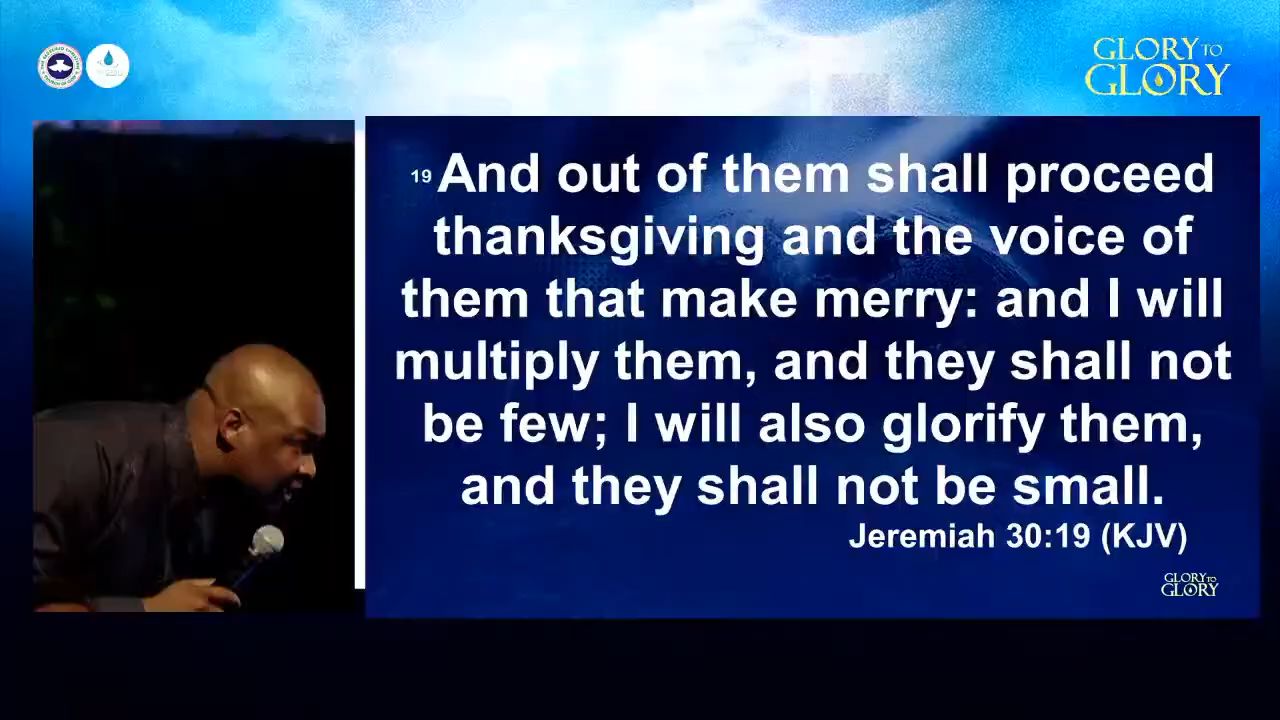 GLORY TO
GLORY
19 And out of them shall proceed
thanksgiving and the voice of
them that make merry: and I will
multiply them, and they shall not
be few; I will also glorify them,
and they shall not be small.
Jeremiah 30:19 (KJV)
GLORY TO
GLORY